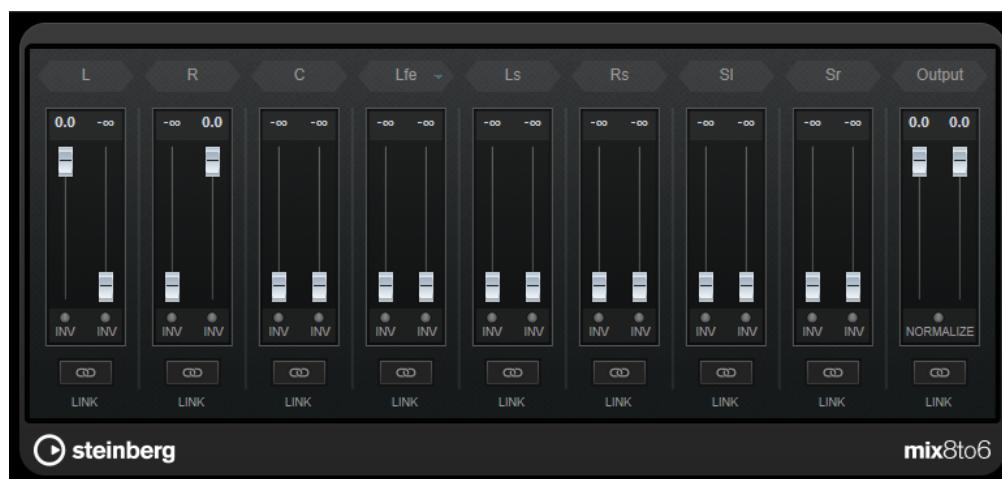 L R C Lfe Ls Rs Sl Sr Output
0.0 -∞ -∞ 0.0 -∞ -∞ -∞ -∞ -∞ -∞ -∞ -∞ -∞ -∞ -∞ -∞ 0.0 0.0
INV INV INV INV INV INV INV INV INV INV INV INV INV INV INV INV NORMALIZE
LINK LINK LINK LINK LINK LINK LINK LINK LINK
steinberg mix8to6